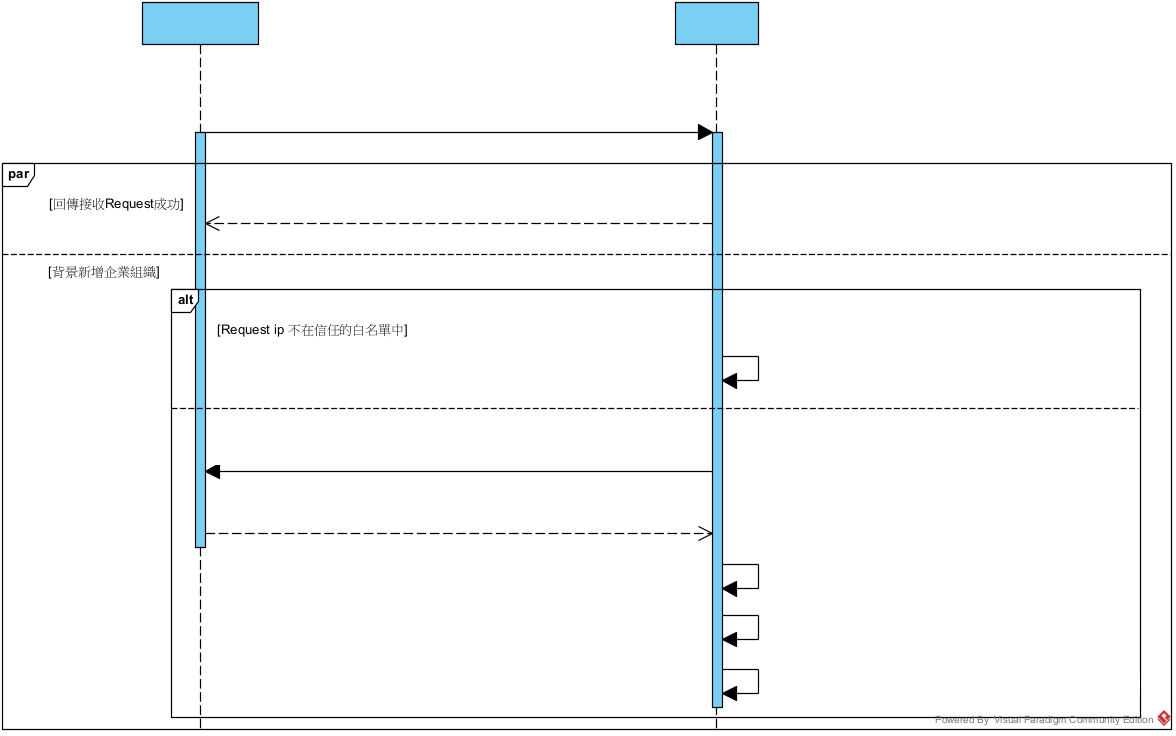 par
[回傳接收Request成功]
[背景新增企業組織]
alt
[Request ip 不在信任的白名單中]
Powered By Visual Paradigm Community Edition